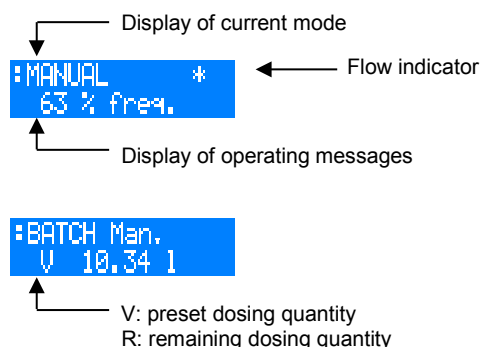 Display of current mode
:MANUAL *
Flow indicator
63 % freq.
Display of operating messages
:BATCH Man.
V 10.34 l
V: preset dosing quantity
R: remaining dosing quantity